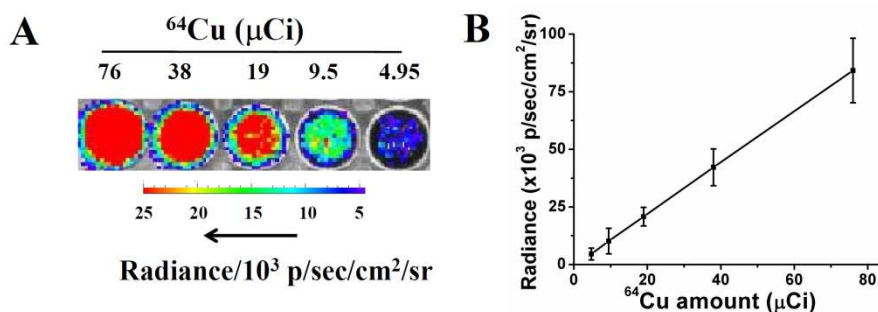 A
⁶⁴Cu (μCi)
76 38 19 9.5 4.95
25 20 15 10 5
Radiance/10³ p/sec/cm²/sr
B
Radiance (x10³ p/sec/cm²/sr)
100
75
50
25
0
0 20 40 60 80
⁶⁴Cu amount (μCi)